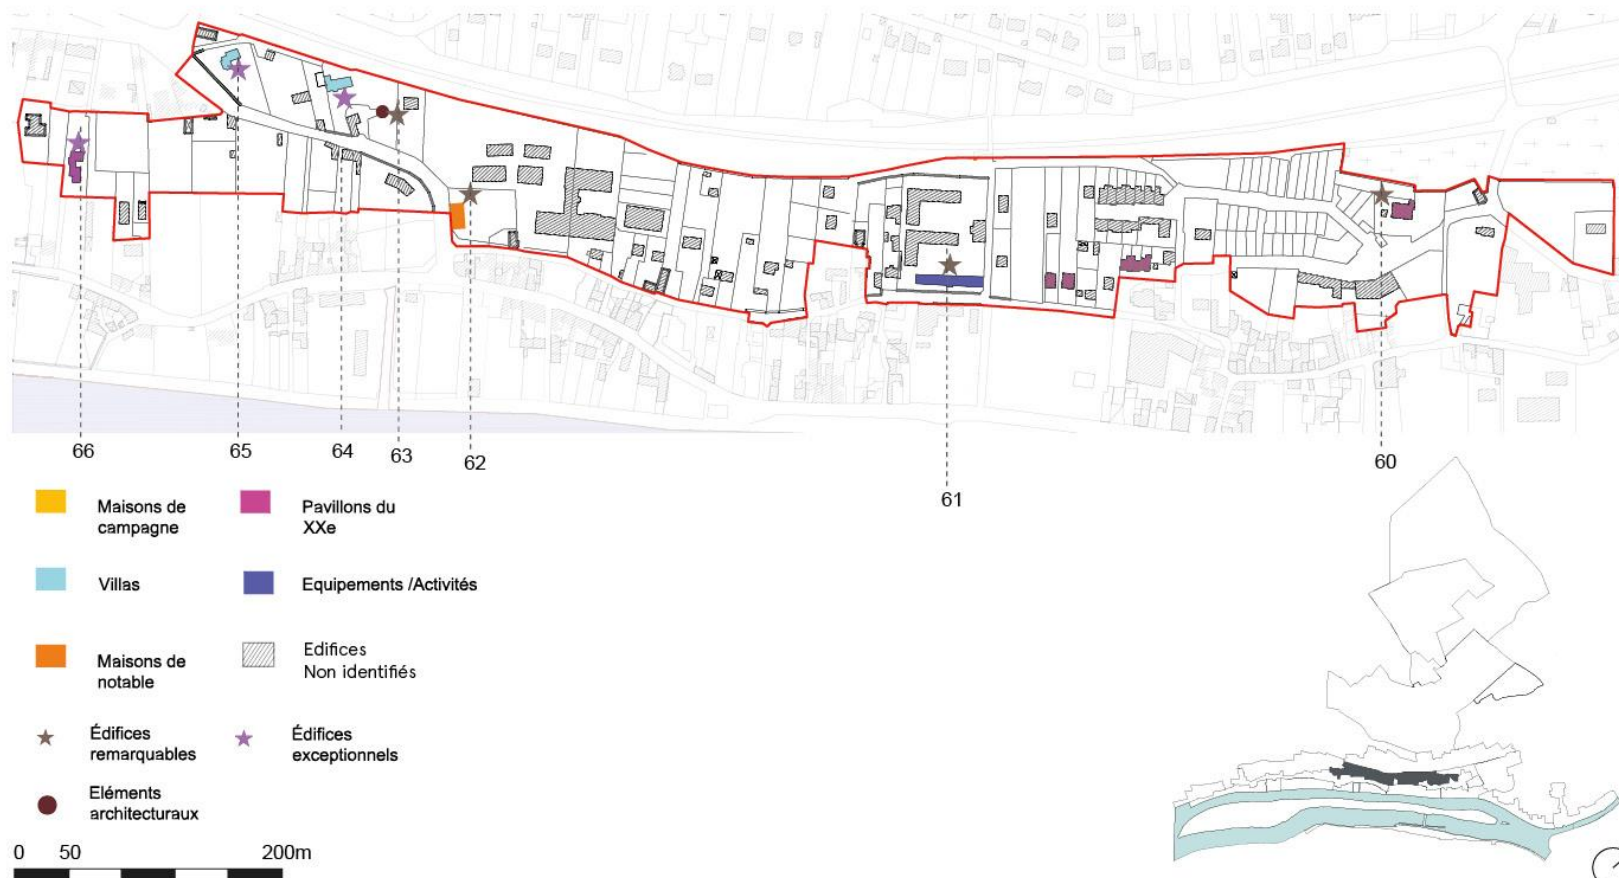 66
65
64
63
62
61
60
Maisons de
campagne
Pavillons du
XXe
Villas
Equipements /Activités
Maisons de
notable
Edifices
Non identifiés
Édifices
remarquables
Édifices
exceptionnels
Eléments
architecturaux
0 50 200m